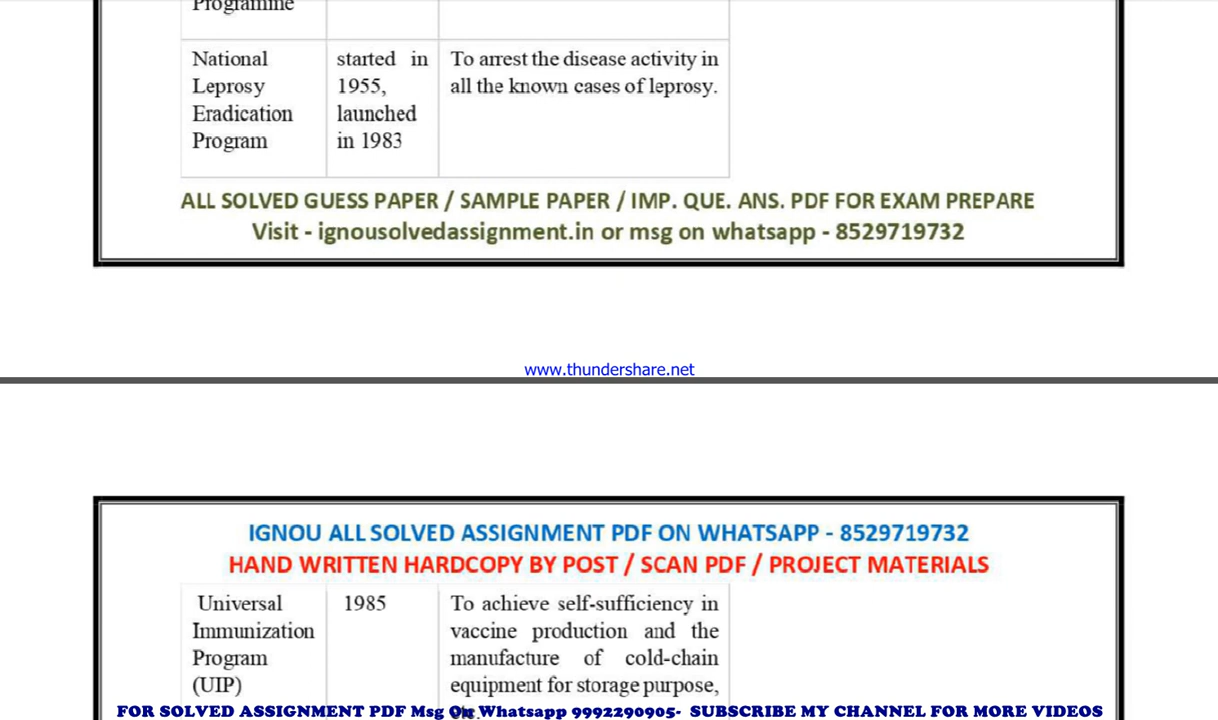 Programme
National
Leprosy
Eradication
Program
started in
1955,
launched
in 1983
To arrest the disease activity in
all the known cases of leprosy.
ALL SOLVED GUESS PAPER / SAMPLE PAPER / IMP. QUE. ANS. PDF FOR EXAM PREPARE
Visit - ignousolvedassignment.in or msg on whatsapp - 8529719732
www.thundershare.net
IGNOU ALL SOLVED ASSIGNMENT PDF ON WHATSAPP - 8529719732
HAND WRITTEN HARDCOPY BY POST / SCAN PDF / PROJECT MATERIALS
Universal
Immunization
Program
(UIP)
1985
To achieve self-sufficiency in
vaccine production and the
manufacture of cold-chain
equipment for storage purpose,
FOR SOLVED ASSIGNMENT PDF Msg On Whatsapp 9992290905- SUBSCRIBE MY CHANNEL FOR MORE VIDEOS